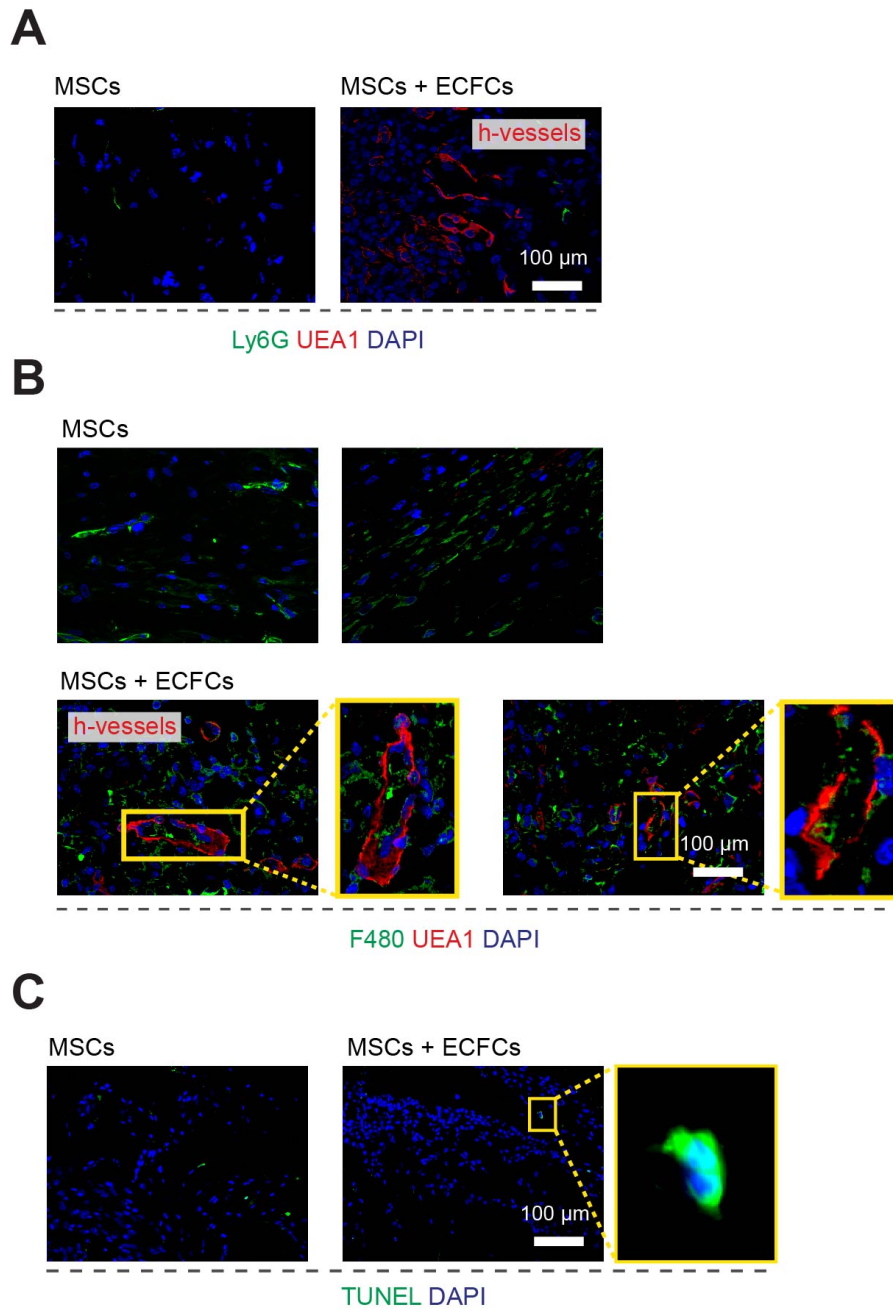 A
MSCs
MSCs + ECFCs
h-vessels
100 µm
Ly6G UEA1 DAPI
B
MSCs
MSCs + ECFCs
h-vessels
100 µm
F480 UEA1 DAPI
C
MSCs
MSCs + ECFCs
100 µm
TUNEL DAPI